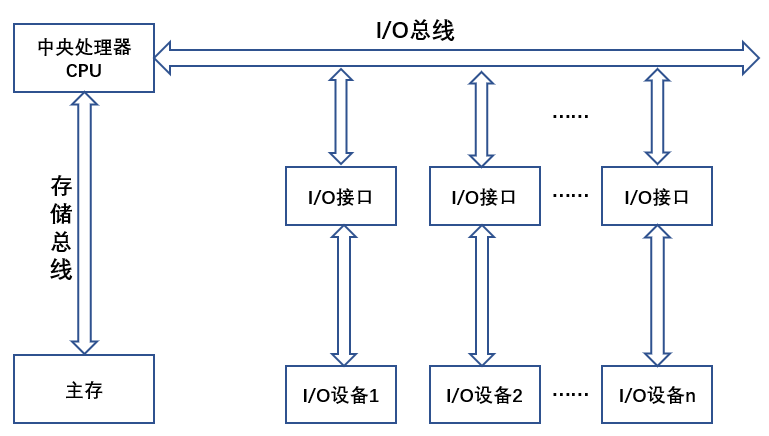 I/O总线
中央处理器
CPU
……
存储总线
I/O接口
I/O接口
……
I/O接口
主存
I/O设备1
I/O设备2
……
I/O设备n